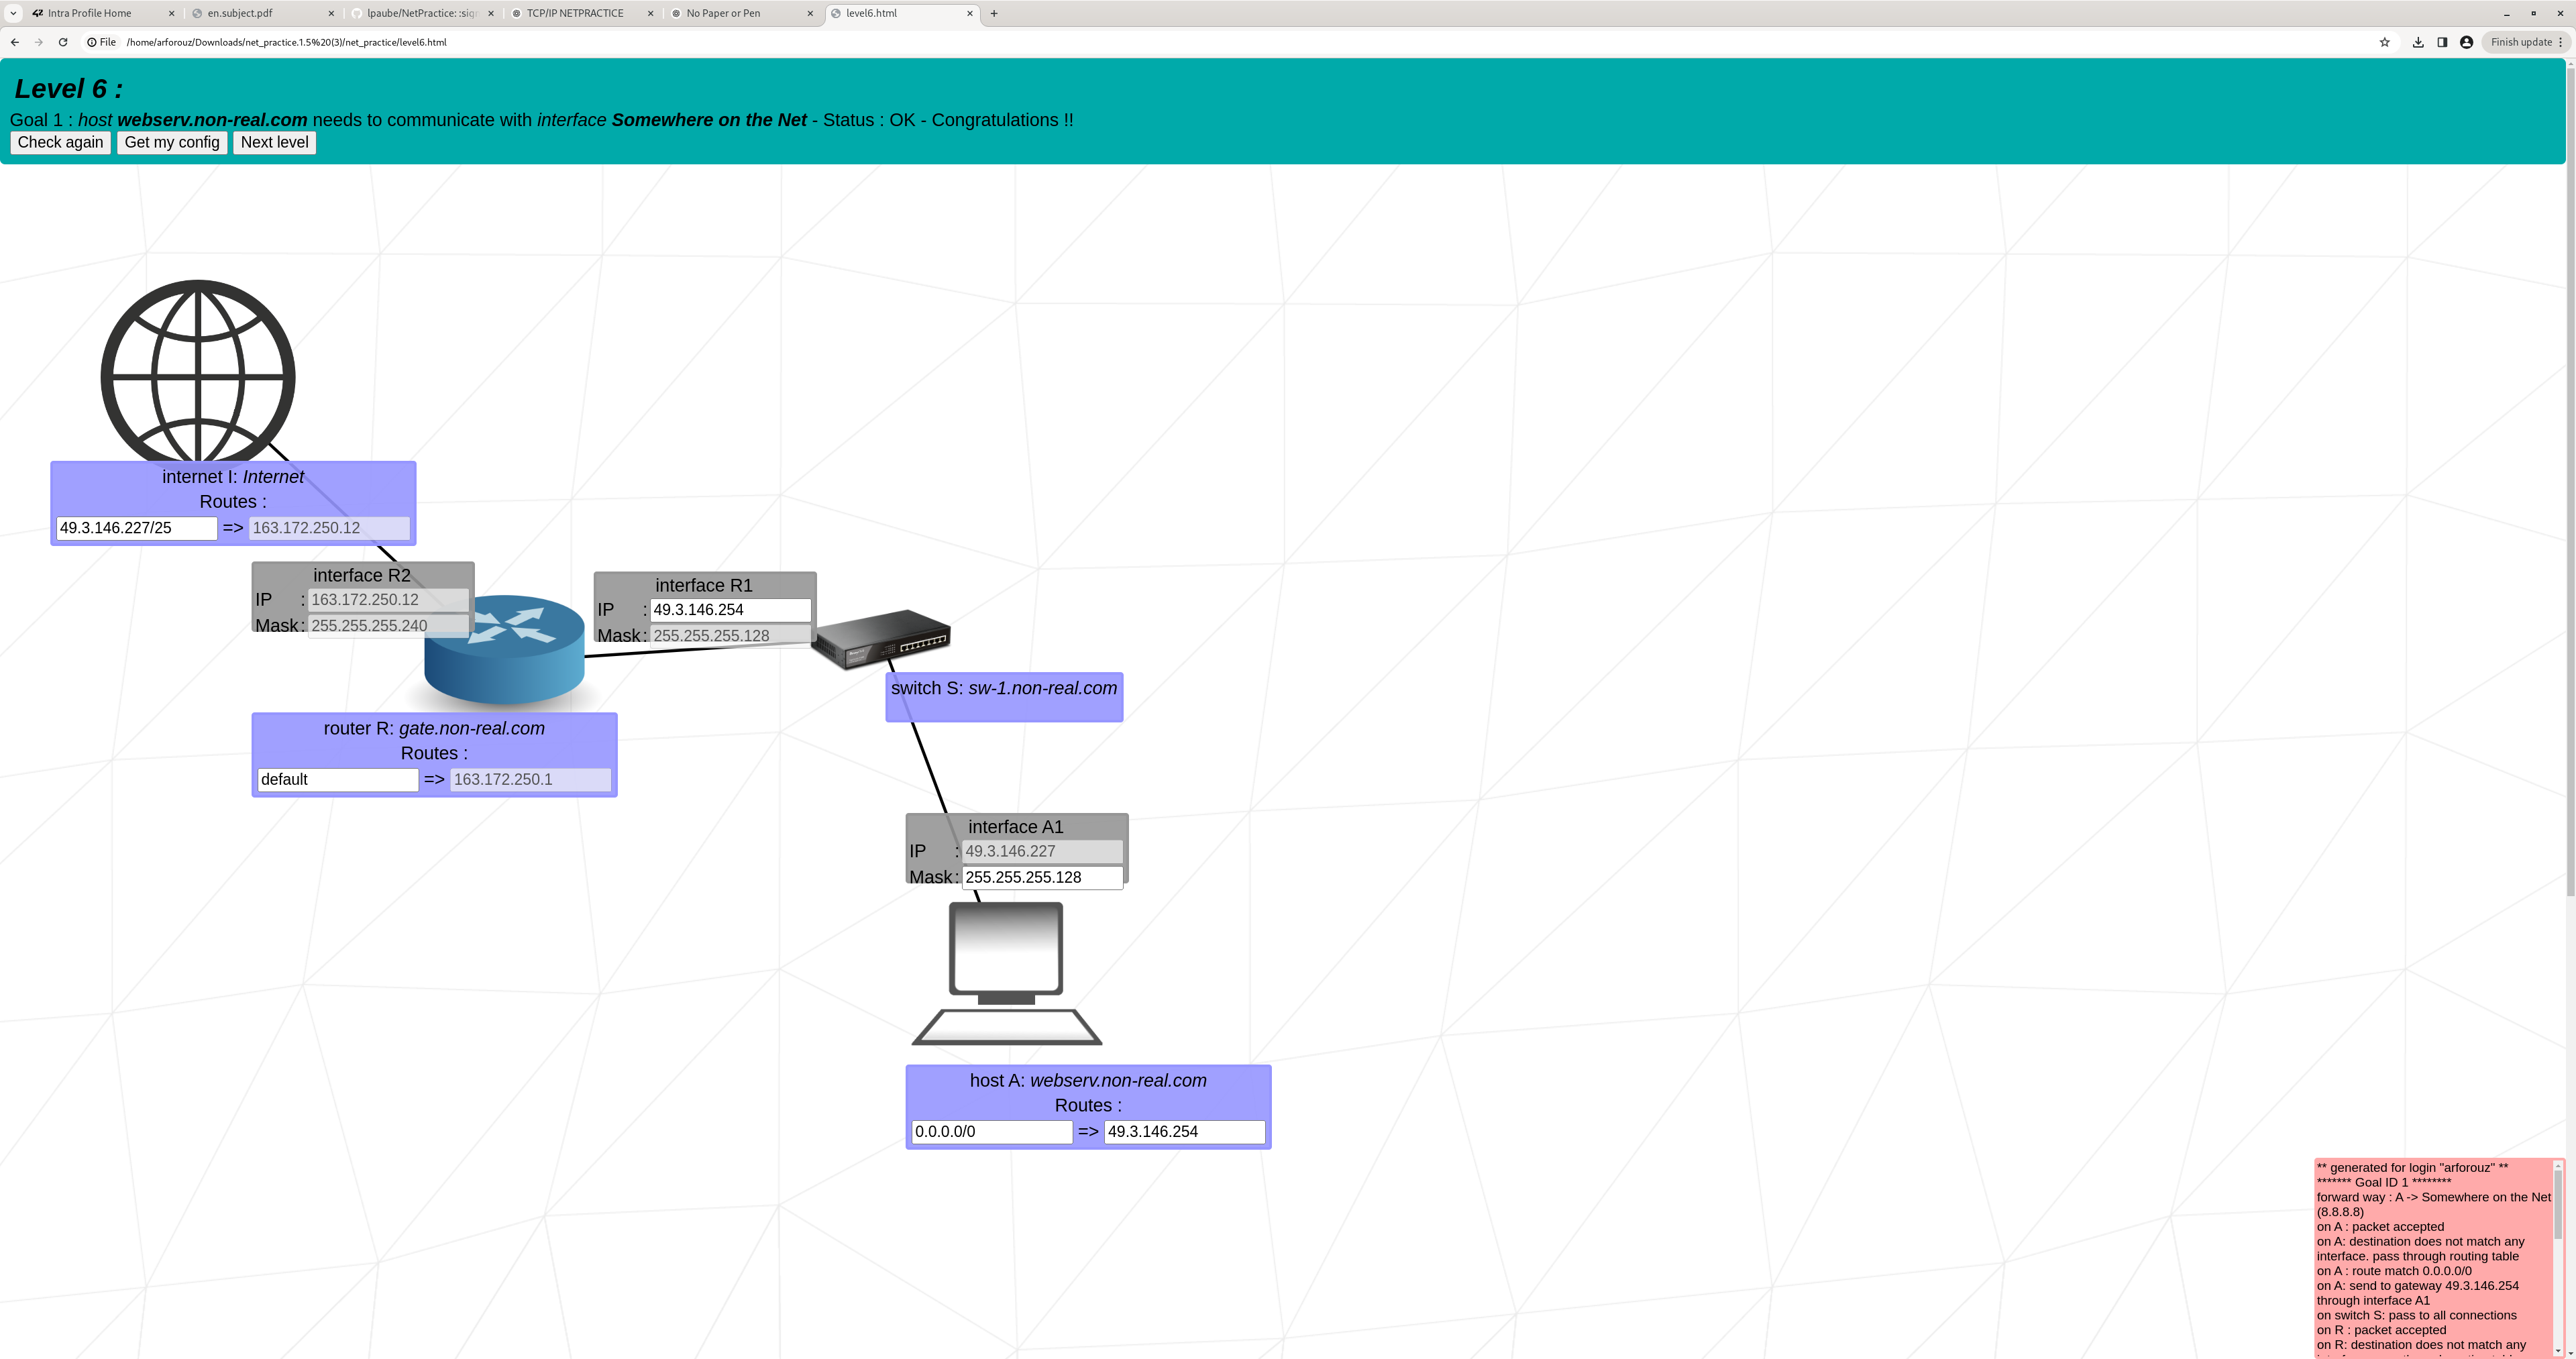 Intra Profile Home
en.subject.pdf
lpaube/NetPractice: :sig
TCP/IP NETPRACTICE
No Paper or Pen
level6.html
File /home/arforouz/Downloads/net_practice.1.5%20(3)/net_practice/level6.html
Finish update
Level 6 :
Goal 1 : host webserv.non-real.com needs to communicate with interface Somewhere on the Net - Status : OK - Congratulations !!
Check again Get my config Next level
internet I: Internet
Routes :
49.3.146.227/25 => 163.172.250.12
interface R2
IP : 163.172.250.12
Mask : 255.255.255.240
interface R1
IP : 49.3.146.254
Mask : 255.255.255.128
switch S: sw-1.non-real.com
router R: gate.non-real.com
Routes :
default => 163.172.250.1
interface A1
IP : 49.3.146.227
Mask : 255.255.255.128
host A: webserv.non-real.com
Routes :
0.0.0.0/0 => 49.3.146.254
** generated for login "arforouz" **
******* Goal ID 1 ********
forward way : A -> Somewhere on the Net
(8.8.8.8)
on A : packet accepted
on A: destination does not match any
interface. pass through routing table
on A : route match 0.0.0.0/0
on A: send to gateway 49.3.146.254
through interface A1
on switch S: pass to all connections
on R : packet accepted
on R: destination does not match any